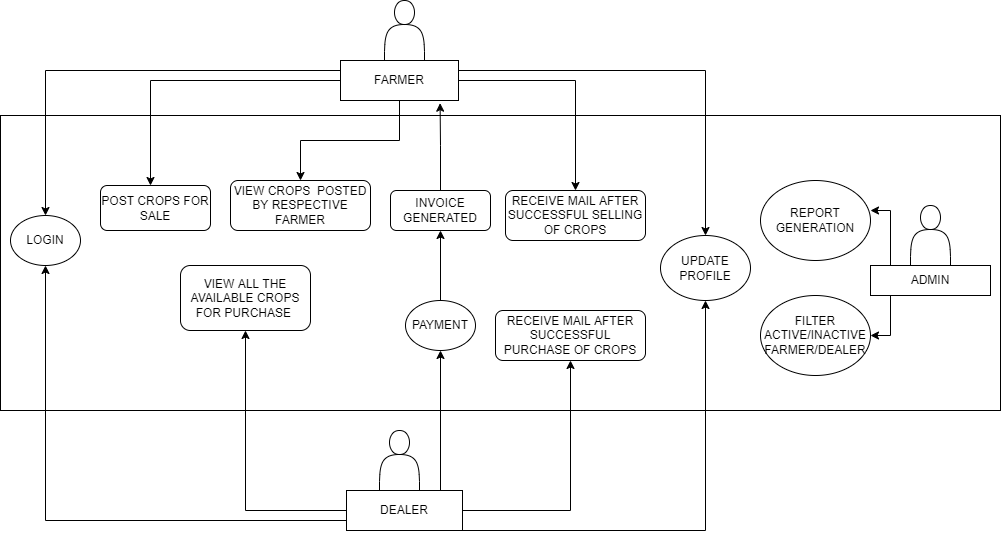 FARMER
POST CROPS FOR
SALE
VIEW CROPS POSTED
BY RESPECTIVE
FARMER
INVOICE
GENERATED
RECEIVE MAIL AFTER
SUCCESSFUL SELLING
OF CROPS
REPORT
GENERATION
LOGIN
UPDATE
PROFILE
ADMIN
VIEW ALL THE
AVAILABLE CROPS
FOR PURCHASE
PAYMENT
RECEIVE MAIL AFTER
SUCCESSFUL
PURCHASE OF CROPS
FILTER
ACTIVE/INACTIVE
FARMER/DEALER
DEALER